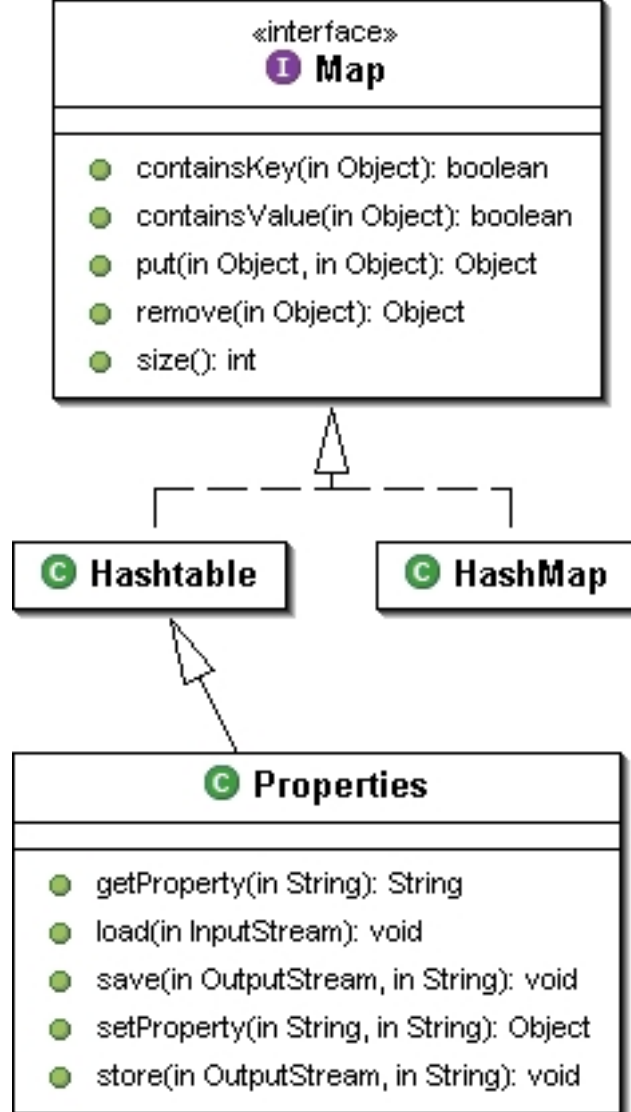 «interface»
I Map
containsKey(in Object): boolean
containsValue(in Object): boolean
put(in Object, in Object): Object
remove(in Object): Object
size(): int
C Hashtable
C HashMap
C Properties
getProperty(in String): String
load(in InputStream): void
save(in OutputStream, in String): void
setProperty(in String, in String): Object
store(in OutputStream, in String): void